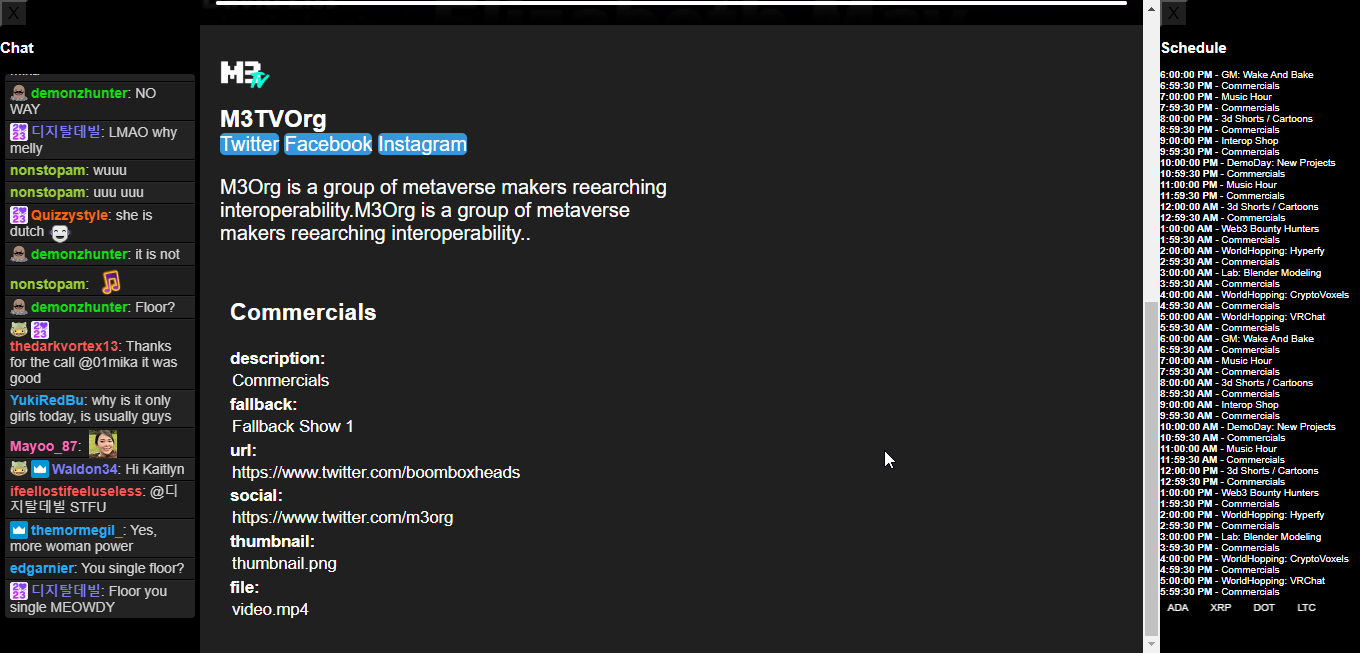 X
Chat
demonzhunter: NO
WAY
디지탈데빌: LMAO why
melly
nonstopam: wuuu
nonstopam: uuu uuu
Quizzystyle: she is
dutch
demonzhunter: it is not
nonstopam:
demonzhunter: Floor?
thedarkvortex13: Thanks
for the call @01mika it was
good
YukiRedBu: why is it only
girls today, is usually guys
Mayoo_87:
Waldon34: Hi Kaitlyn
ifeellostifeeluseless: @디
지탈데빌 STFU
themormegil_: Yes,
more woman power
edgarnier: You single floor?
디지탈데빌: Floor you
single MEOWDY
M3TV
M3TVOrg
Twitter Facebook Instagram
M3Org is a group of metaverse makers reearching
interoperability.M3Org is a group of metaverse
makers reearching interoperability..
Commercials
description:
Commercials
fallback:
Fallback Show 1
url:
https://www.twitter.com/boomboxheads
social:
https://www.twitter.com/m3org
thumbnail:
thumbnail.png
file:
video.mp4
X
Schedule
6:00:00 PM - GM: Wake And Bake
6:59:30 PM - Commercials
7:00:00 PM - Music Hour
7:59:30 PM - Commercials
8:00:00 PM - 3d Shorts / Cartoons
8:59:30 PM - Commercials
9:00:00 PM - Interop Shop
9:59:30 PM - Commercials
10:00:00 PM - DemoDay: New Projects
10:59:30 PM - Commercials
11:00:00 PM - Music Hour
11:59:30 PM - Commercials
12:00:00 AM - 3d Shorts / Cartoons
12:59:30 AM - Commercials
1:00:00 AM - Web3 Bounty Hunters
1:59:30 AM - Commercials
2:00:00 AM - WorldHopping: Hyperfy
2:59:30 AM - Commercials
3:00:00 AM - Lab: Blender Modeling
3:59:30 AM - Commercials
4:00:00 AM - WorldHopping: CryptoVoxels
4:59:30 AM - Commercials
5:00:00 AM - WorldHopping: VRChat
5:59:30 AM - Commercials
6:00:00 AM - GM: Wake And Bake
6:59:30 AM - Commercials
7:00:00 AM - Music Hour
7:59:30 AM - Commercials
8:00:00 AM - 3d Shorts / Cartoons
8:59:30 AM - Commercials
9:00:00 AM - Interop Shop
9:59:30 AM - Commercials
10:00:00 AM - DemoDay: New Projects
10:59:30 AM - Commercials
11:00:00 AM - Music Hour
11:59:30 AM - Commercials
12:00:00 PM - 3d Shorts / Cartoons
12:59:30 PM - Commercials
1:00:00 PM - Web3 Bounty Hunters
1:59:30 PM - Commercials
2:00:00 PM - WorldHopping: Hyperfy
2:59:30 PM - Commercials
3:00:00 PM - Lab: Blender Modeling
3:59:30 PM - Commercials
4:00:00 PM - WorldHopping: CryptoVoxels
4:59:30 PM - Commercials
5:00:00 PM - WorldHopping: VRChat
5:59:30 PM - Commercials
ADA XRP DOT LTC